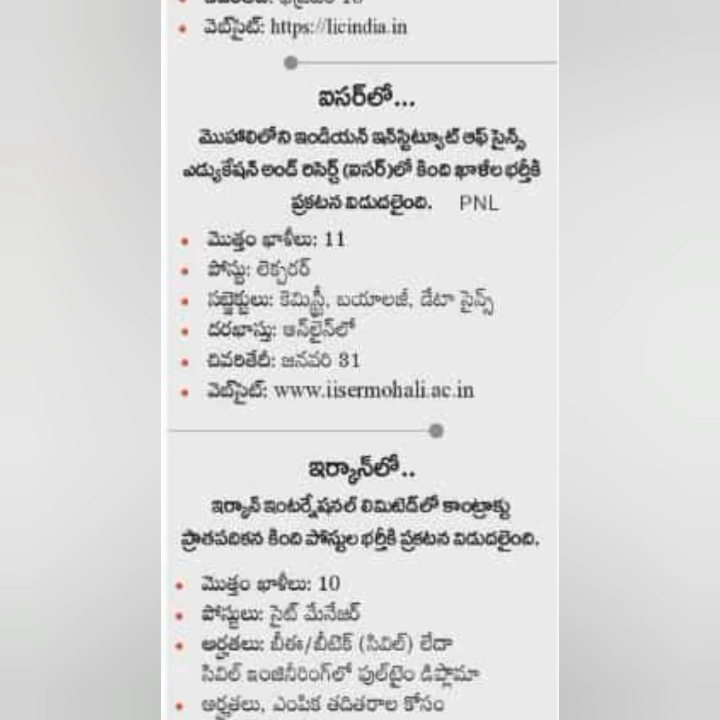 • వెబ్‌సైట్: https://licindia.in
ఐసర్‌లో...
మొహాలిలోని ఇండియన్ ఇన్‌స్టిట్యూట్ ఆఫ్ సైన్స్
ఎడ్యుకేషన్ అండ్ రిసెర్చ్ (ఐసర్)లో కింది ఖాళీల భర్తీకి
ప్రకటన విడుదలైంది. PNL
• మొత్తం ఖాళీలు: 11
• పోస్టు: లెక్చరర్
• సబ్జెక్టులు: కెమిస్ట్రీ, బయాలజీ, డేటా సైన్స్
• దరఖాస్తు: ఆన్‌లైన్‌లో
• చివరితేదీ: జనవరి 31
• వెబ్‌సైట్: www.iisermohali.ac.in
ఇర్కాన్‌లో..
ఇర్కాన్ ఇంటర్నేషనల్ లిమిటెడ్‌లో కాంట్రాక్టు
ప్రాతపదికన కింది పోస్టుల భర్తీకి ప్రకటన విడుదలైంది.
• మొత్తం ఖాళీలు: 10
• పోస్టులు: సైట్ మేనేజర్
• అర్హతలు: బీఈ/బీటెక్ (సివిల్) లేదా
సివిల్ ఇంజినీరింగ్‌లో ఫుల్‌టైం డిప్లొమా
• అర్హతలు, ఎంపిక తదితరాల కోసం